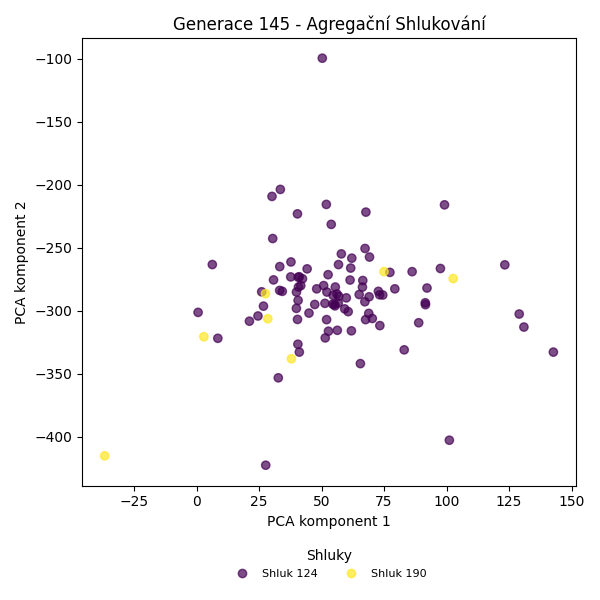 Generace 145 - Agregační Shlukování
PCA komponent 2
−100
−150
−200
−250
−300
−350
−400
−25
0
25
50
75
100
125
150
PCA komponent 1
Shluky
Shluk 124
Shluk 190